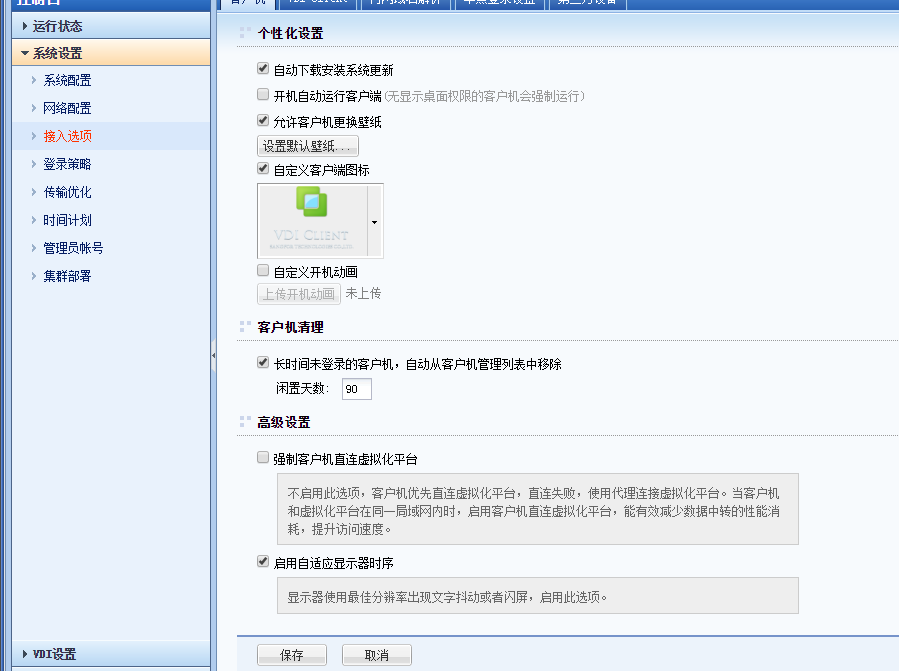 控制台
运行状态
系统设置
系统配置
网络配置
接入选项
登录策略
传输优化
时间计划
管理员帐号
集群部署
VDI设置
客户机
VDI Client
个性化设置
自动下载安装系统更新
开机自动运行客户端(无显示桌面权限的客户机会强制运行)
允许客户机更换壁纸
设置默认壁纸...
自定义客户端图标
VDI CLIENT
自定义开机动画
上传开机动画 未上传
客户机清理
长时间未登录的客户机，自动从客户机管理列表中移除
闲置天数： 90
高级设置
强制客户机直连虚拟化平台
不启用此选项，客户机优先直连虚拟化平台，直连失败，使用代理连接虚拟化平台。当客户机
和虚拟化平台在同一局域网内时，启用客户机直连虚拟化平台，能有效减少数据中转的性能消
耗，提升访问速度。
启用自适应显示器时序
显示器使用最佳分辨率出现文字抖动或者闪屏，启用此选项。
保存 取消